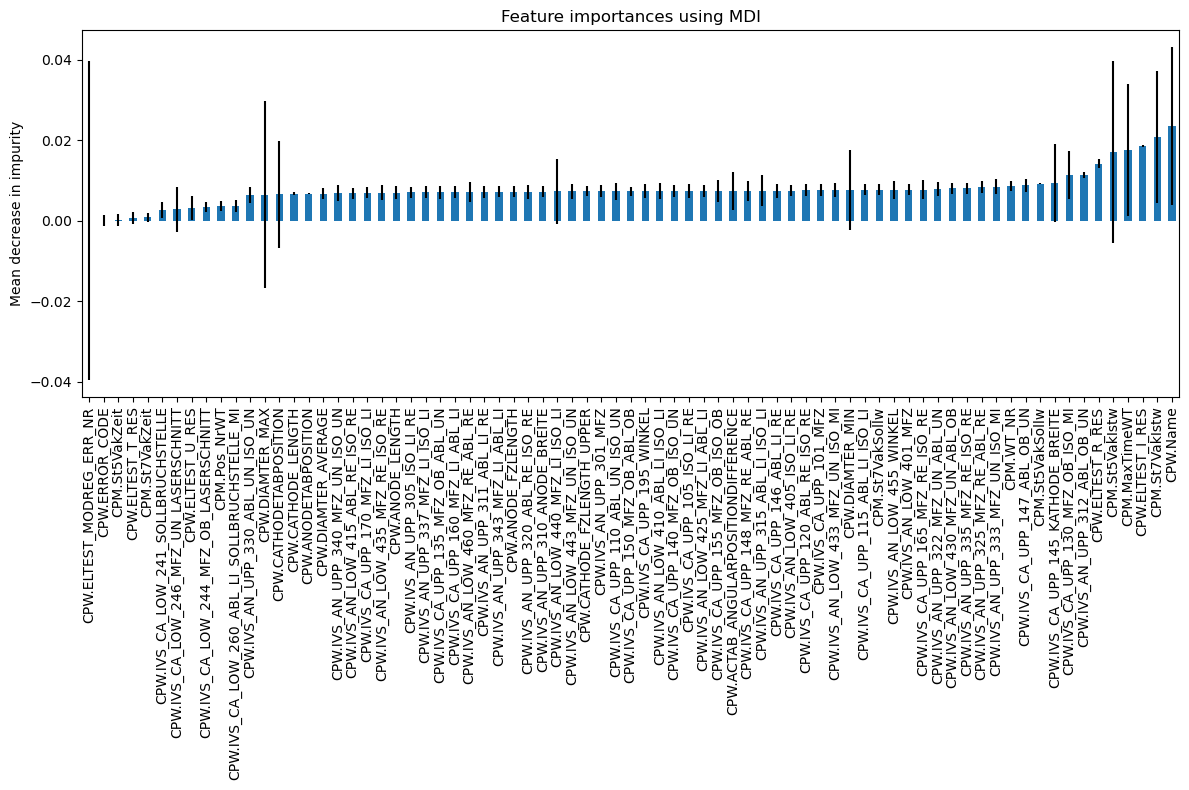 Feature importances using MDI
Mean decrease in impurity
0.04
0.02
0.00
−0.02
−0.04
CPW.ELTEST_MODREG_ERR_NR
CPW.ERROR_CODE
CPM.St5VakZeit
CPW.ELTEST_T_RES
CPM.St7VakZeit
CPW.IVS_CA_LOW_241_SOLLBRUCHSTELLE
CPW.IVS_CA_LOW_246_MFZ_UN_LASERSCHNITT
CPW.ELTEST_U_RES
CPW.IVS_CA_LOW_244_MFZ_OB_LASERSCHNITT
CPM.Pos_NrWT
CPW.IVS_CA_LOW_260_ABL_LI_SOLLBRUCHSTELLE_MI
CPW.IVS_AN_UPP_330_ABL_UN_ISO_UN
CPW.DIAMTER_MAX
CPW.CATHODETABPOSITION
CPW.CATHODE_LENGTH
CPW.ANODETABPOSITION
CPW.DIAMTER_AVERAGE
CPW.IVS_AN_UPP_340_MFZ_UN_ISO_UN
CPW.IVS_AN_LOW_415_ABL_RE_ISO_RE
CPW.IVS_CA_UPP_170_MFZ_LI_ISO_LI
CPW.IVS_AN_LOW_435_MFZ_RE_ISO_RE
CPW.ANODE_LENGTH
CPW.IVS_AN_UPP_305_ISO_LI_RE
CPW.IVS_AN_UPP_337_MFZ_LI_ISO_LI
CPW.IVS_CA_UPP_135_MFZ_OB_ABL_UN
CPW.IVS_CA_UPP_160_MFZ_LI_ABL_LI
CPW.IVS_AN_LOW_460_MFZ_RE_ABL_RE
CPW.IVS_AN_UPP_311_ABL_LI_RE
CPW.IVS_AN_UPP_343_MFZ_LI_ABL_LI
CPW.ANODE_FZLENGTH
CPW.IVS_AN_UPP_320_ABL_RE_ISO_RE
CPW.IVS_AN_UPP_310_ANODE_BREITE
CPW.IVS_AN_LOW_440_MFZ_LI_ISO_LI
CPW.IVS_AN_LOW_443_MFZ_UN_ISO_UN
CPW.CATHODE_FZLENGTH_UPPER
CPW.IVS_AN_UPP_301_MFZ
CPW.IVS_CA_UPP_110_ABL_UN_ISO_UN
CPW.IVS_CA_UPP_150_MFZ_OB_ABL_OB
CPW.IVS_CA_UPP_195_WINKEL
CPW.IVS_AN_LOW_410_ABL_LI_ISO_LI
CPW.IVS_CA_UPP_140_MFZ_OB_ISO_UN
CPW.IVS_CA_UPP_105_ISO_LI_RE
CPW.IVS_AN_LOW_425_MFZ_LI_ABL_LI
CPW.IVS_CA_UPP_155_MFZ_OB_ISO_OB
CPW.ACTAB_ANGULARPOSITIONDIFFERENCE
CPW.IVS_CA_UPP_148_MFZ_RE_ABL_RE
CPW.IVS_AN_UPP_315_ABL_LI_ISO_LI
CPW.IVS_CA_UPP_146_ABL_LI_RE
CPW.IVS_AN_LOW_405_ISO_LI_RE
CPW.IVS_CA_UPP_120_ABL_RE_ISO_RE
CPW.IVS_CA_UPP_101_MFZ
CPW.IVS_AN_LOW_433_MFZ_UN_ISO_MI
CPW.DIAMTER_MIN
CPW.IVS_CA_UPP_115_ABL_LI_ISO_LI
CPM.St7VakSollw
CPW.IVS_AN_LOW_455_WINKEL
CPW.IVS_AN_LOW_401_MFZ
CPW.IVS_CA_UPP_165_MFZ_RE_ISO_RE
CPW.IVS_AN_UPP_322_MFZ_UN_ABL_UN
CPW.IVS_AN_LOW_430_MFZ_UN_ABL_OB
CPW.IVS_AN_UPP_335_MFZ_RE_ISO_RE
CPW.IVS_AN_UPP_325_MFZ_RE_ABL_RE
CPW.IVS_AN_UPP_333_MFZ_UN_ISO_MI
CPM.WT_NR
CPW.IVS_CA_UPP_147_ABL_OB_UN
CPM.St5VakSollw
CPW.IVS_CA_UPP_145_KATHODE_BREITE
CPW.IVS_CA_UPP_130_MFZ_OB_ISO_MI
CPW.IVS_AN_UPP_312_ABL_OB_UN
CPW.ELTEST_R_RES
CPM.St5VakIstw
CPM.MaxTimeWT
CPW.ELTEST_I_RES
CPM.St7VakIstw
CPW.Name